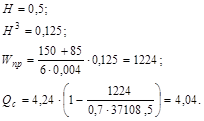 H = 0,5;
H³ = 0,125;
Wпр = (150 + 85) / (6·0,004) · 0,125 = 1224;
Qc = 4,24 · (1 − 1224 / (0,7·37108,5)) = 4,04.